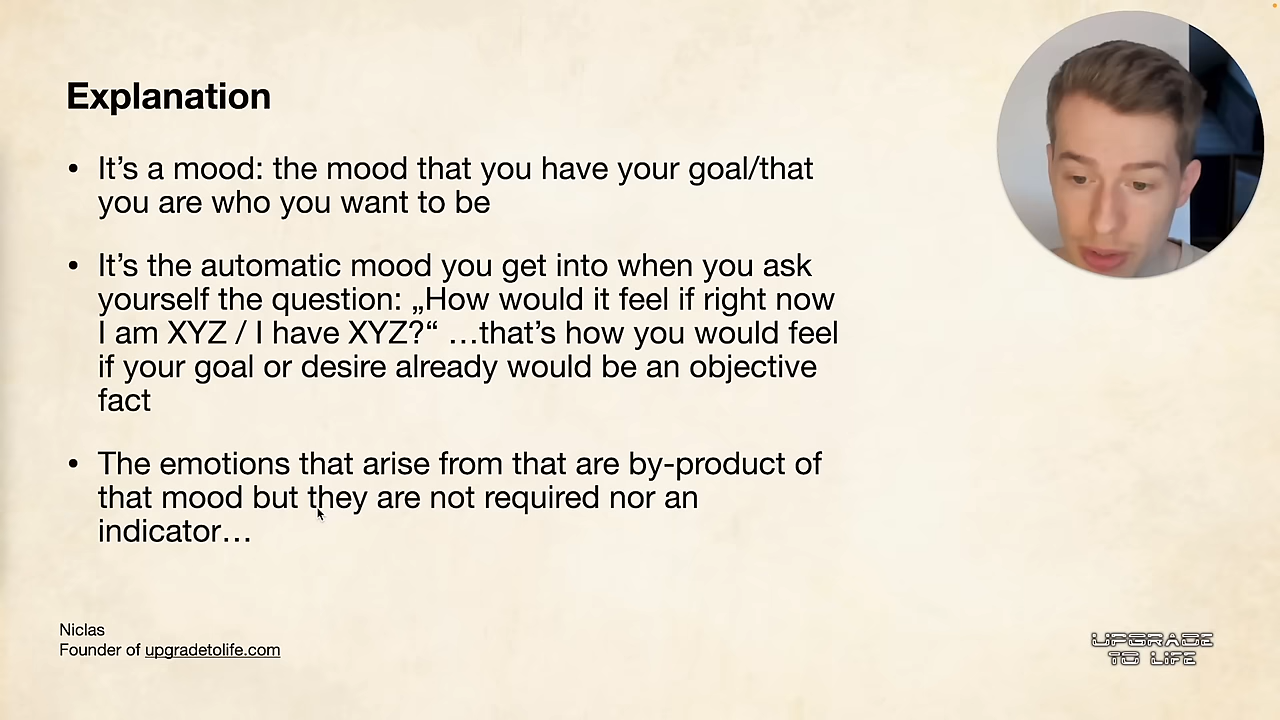 Explanation
• It’s a mood: the mood that you have your goal/that
you are who you want to be
• It’s the automatic mood you get into when you ask
yourself the question: „How would it feel if right now
I am XYZ / I have XYZ?“ …that’s how you would feel
if your goal or desire already would be an objective
fact
• The emotions that arise from that are by-product of
that mood but they are not required nor an
indicator…
Niclas
Founder of upgradetolife.com
UPGRADE
TO LIFE